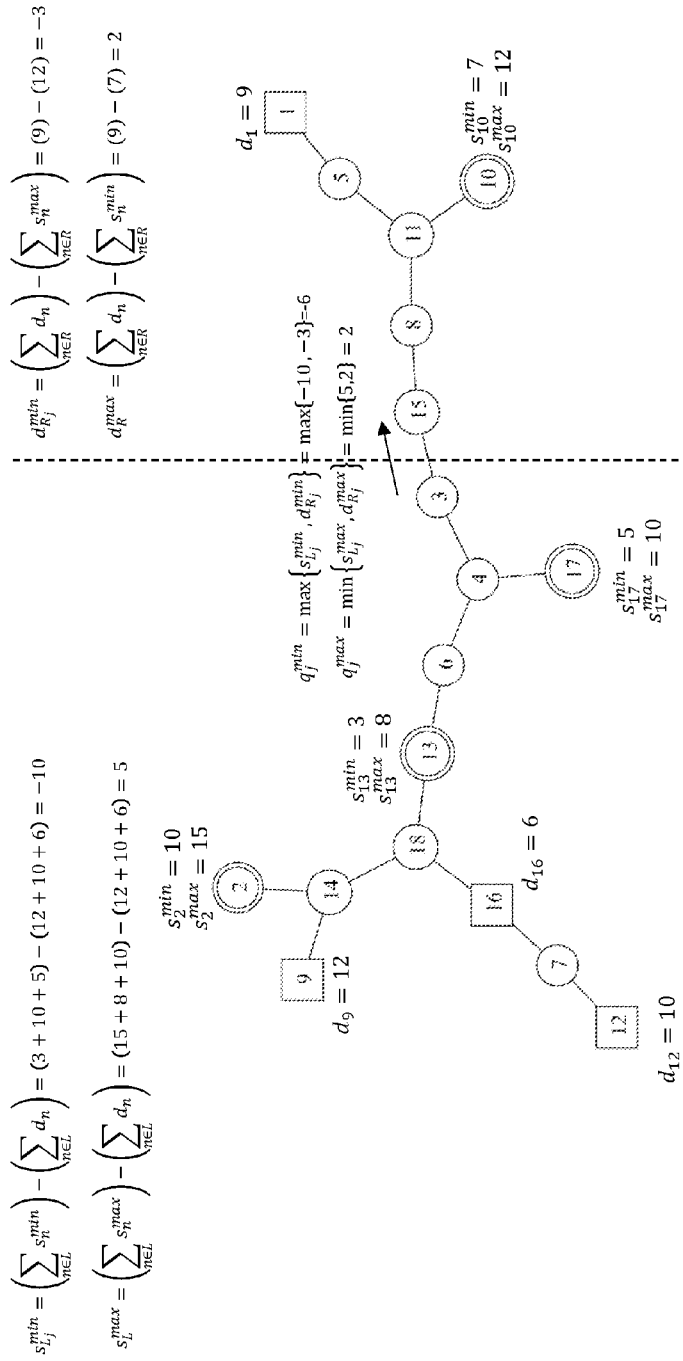 s_{L_j}^{min} = (∑_{n∈L} s_n^{min}) − (∑_{n∈L} d_n) = (3 + 10 + 5) − (12 + 10 + 6) = −10
s_L^{max} = (∑_{n∈L} s_n^{max}) − (∑_{n∈L} d_n) = (15 + 8 + 10) − (12 + 10 + 6) = 5
d_{R_j}^{min} = (∑_{n∈R} d_n) − (∑_{n∈R} s_n^{max}) = (9) − (12) = −3
d_R^{max} = (∑_{n∈R} d_n) − (∑_{n∈R} s_n^{min}) = (9) − (7) = 2
q_j^{min} = max{s_{L_j}^{min}, d_{R_j}^{min}} = max{−10, −3}=-6
q_j^{max} = min{s_{L_j}^{max}, d_{R_j}^{max}} = min{5,2} = 2
s_2^{min} = 10
s_2^{max} = 15
2
14
9
d_9 = 12
18
16
d_{16} = 6
7
12
d_{12} = 10
s_{13}^{min} = 3
s_{13}^{max} = 8
13
6
4
17
s_{17}^{min} = 5
s_{17}^{max} = 10
3
15
8
11
5
d_1 = 9
1
10
s_{10}^{min} = 7
s_{10}^{max} = 12